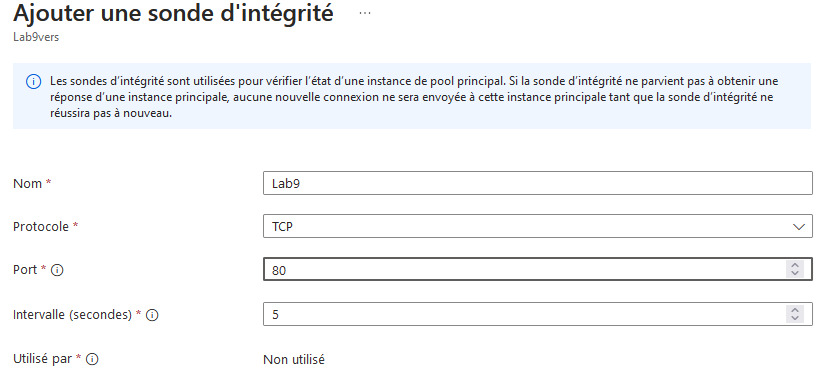 Ajouter une sonde d'intégrité ...
Lab9vers
Les sondes d'intégrité sont utilisées pour vérifier l'état d'une instance de pool principal. Si la sonde d'intégrité ne parvient pas à obtenir une
réponse d'une instance principale, aucune nouvelle connexion ne sera envoyée à cette instance principale tant que la sonde d'intégrité ne
réussira pas à nouveau.
Nom * Lab9
Protocole * TCP
Port * 80
Intervalle (secondes) * 5
Utilisé par * Non utilisé